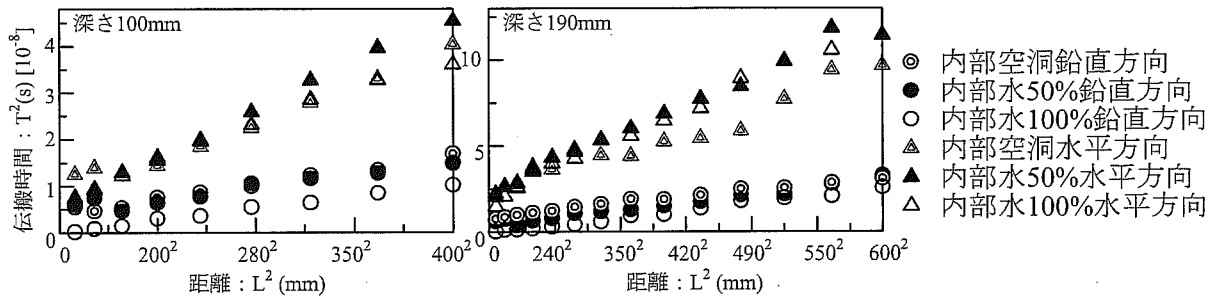 深さ100mm
4
3
2
1
0
伝搬時間：T²(s) [10⁻⁸]
0 200² 280² 350² 400²
距離：L² (mm)
深さ190mm
10
5
0
0 240² 350² 430² 490² 600²
距離：L² (mm)
内部空洞鉛直方向
内部水50%鉛直方向
内部水100%鉛直方向
内部空洞水平方向
内部水50%水平方向
内部水100%水平方向